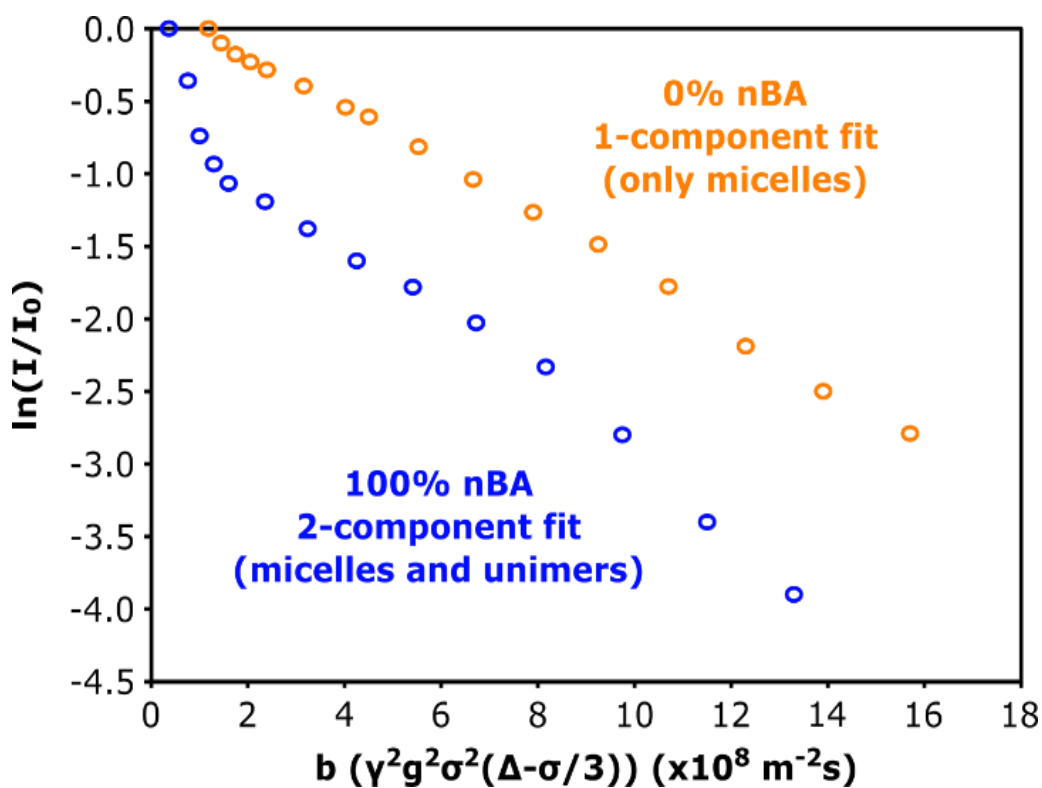 0.0
-0.5
-1.0
-1.5
-2.0
-2.5
-3.0
-3.5
-4.0
-4.5
ln(I/I₀)
0% nBA
1-component fit
(only micelles)
100% nBA
2-component fit
(micelles and unimers)
0 2 4 6 8 10 12 14 16 18
b (γ²g²σ²(Δ-σ/3)) (x10⁸ m⁻²s)